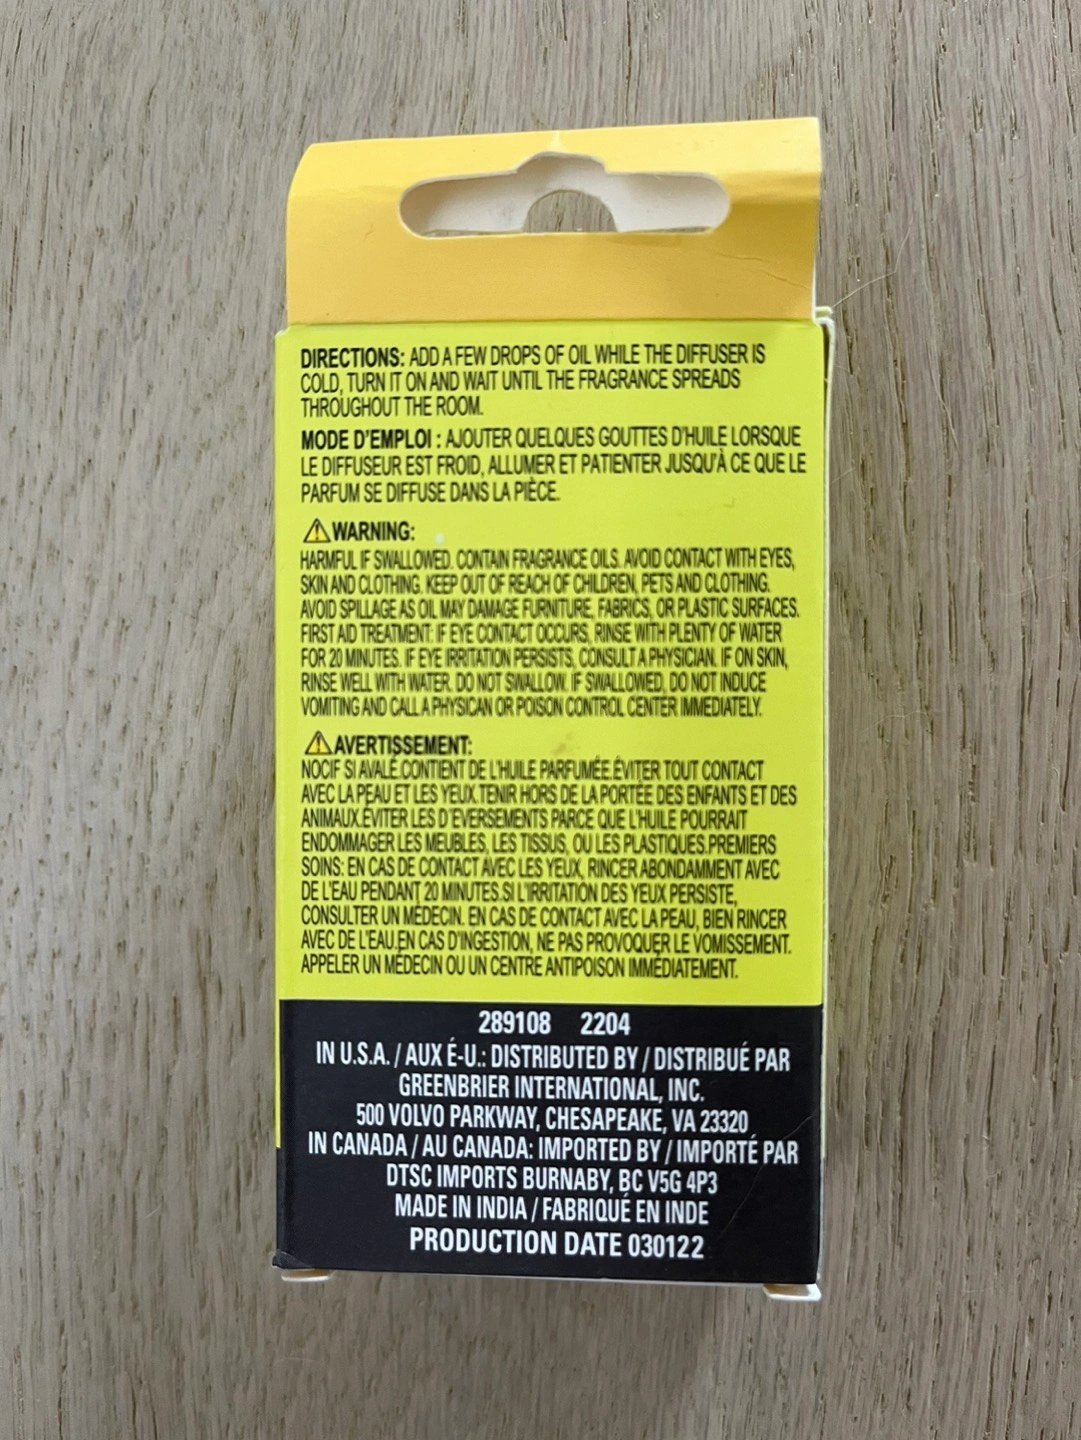 DIRECTIONS: ADD A FEW DROPS OF OIL WHILE THE DIFFUSER IS
COLD, TURN IT ON AND WAIT UNTIL THE FRAGRANCE SPREADS
THROUGHOUT THE ROOM.
MODE D'EMPLOI : AJOUTER QUELQUES GOUTTES D'HUILE LORSQUE
LE DIFFUSEUR EST FROID, ALLUMER ET PATIENTER JUSQU'À CE QUE LE
PARFUM SE DIFFUSE DANS LA PIÈCE.
⚠WARNING:
HARMFUL IF SWALLOWED. CONTAIN FRAGRANCE OILS. AVOID CONTACT WITH EYES,
SKIN AND CLOTHING. KEEP OUT OF REACH OF CHILDREN, PETS AND CLOTHING.
AVOID SPILLAGE AS OIL MAY DAMAGE FURNITURE, FABRICS, OR PLASTIC SURFACES.
FIRST AID TREATMENT: IF EYE CONTACT OCCURS, RINSE WITH PLENTY OF WATER
FOR 20 MINUTES. IF EYE IRRITATION PERSISTS, CONSULT A PHYSICIAN. IF ON SKIN,
RINSE WELL WITH WATER. DO NOT SWALLOW. IF SWALLOWED, DO NOT INDUCE
VOMITING AND CALL A PHYSICAN OR POISON CONTROL CENTER IMMEDIATELY.
⚠AVERTISSEMENT:
NOCIF SI AVALÉ.CONTIENT DE L'HUILE PARFUMÉE.ÉVITER TOUT CONTACT
AVEC LA PEAU ET LES YEUX.TENIR HORS DE LA PORTÉE DES ENFANTS ET DES
ANIMAUX.ÉVITER LES D'EVERSEMENTS PARCE QUE L'HUILE POURRAIT
ENDOMMAGER LES MEUBLES, LES TISSUS, OU LES PLASTIQUES.PREMIERS
SOINS: EN CAS DE CONTACT AVEC LES YEUX, RINCER ABONDAMMENT AVEC
DE L'EAU PENDANT 20 MINUTES.SI L'IRRITATION DES YEUX PERSISTE,
CONSULTER UN MÉDECIN. EN CAS DE CONTACT AVEC LA PEAU, BIEN RINCER
AVEC DE L'EAU.EN CAS D'INGESTION, NE PAS PROVOQUER LE VOMISSEMENT.
APPELER UN MÉDECIN OU UN CENTRE ANTIPOISON IMMÉDIATEMENT.
289108 2204
IN U.S.A. / AUX É-U.: DISTRIBUTED BY / DISTRIBUÉ PAR
GREENBRIER INTERNATIONAL, INC.
500 VOLVO PARKWAY, CHESAPEAKE, VA 23320
IN CANADA / AU CANADA: IMPORTED BY / IMPORTÉ PAR
DTSC IMPORTS BURNABY, BC V5G 4P3
MADE IN INDIA / FABRIQUÉ EN INDE
PRODUCTION DATE 030122